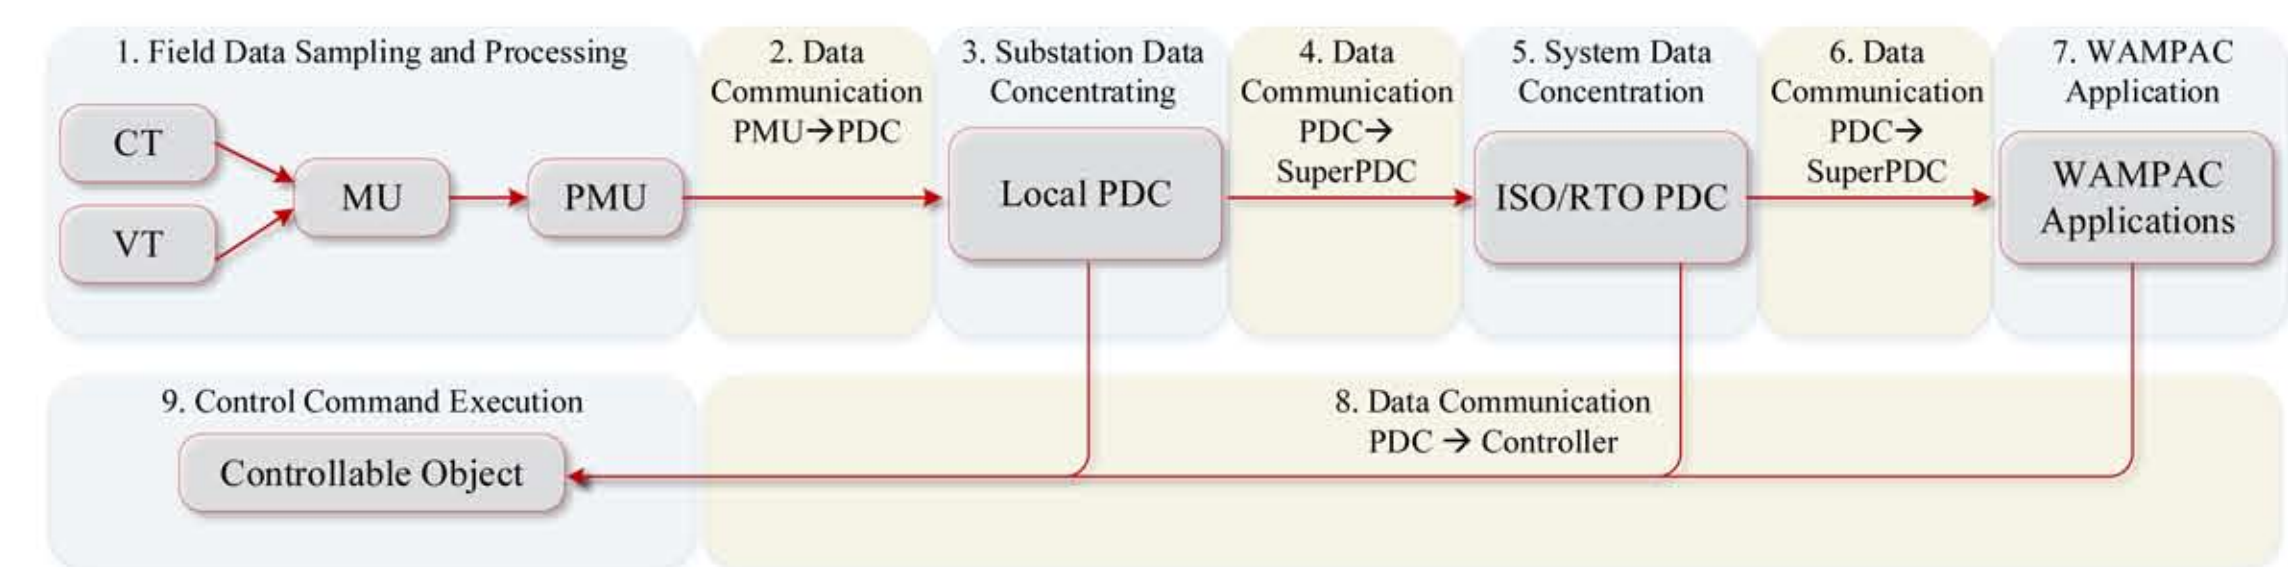 1. Field Data Sampling and Processing
CT
VT
MU
PMU
2. Data
Communication
PMU→PDC
3. Substation Data
Concentrating
Local PDC
4. Data
Communication
PDC→
SuperPDC
5. System Data
Concentration
ISO/RTO PDC
6. Data
Communication
PDC→
SuperPDC
7. WAMPAC
Application
WAMPAC
Applications
8. Data Communication
PDC → Controller
9. Control Command Execution
Controllable Object